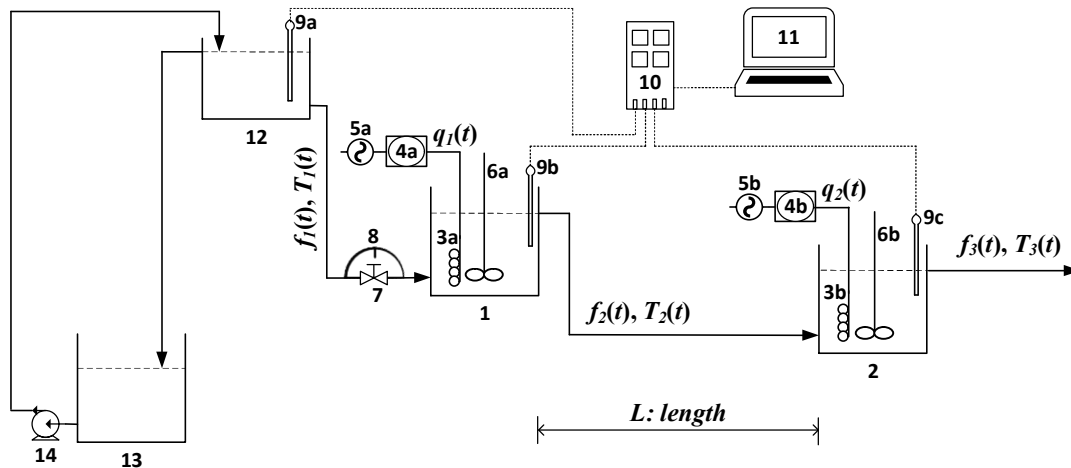 9a
11
10
12
5a
4a
q1(t)
6a
9b
f1(t), T1(t)
3a
8
7
1
5b
4b
q2(t)
6b
9c
f3(t), T3(t)
3b
f2(t), T2(t)
2
L: length
14
13